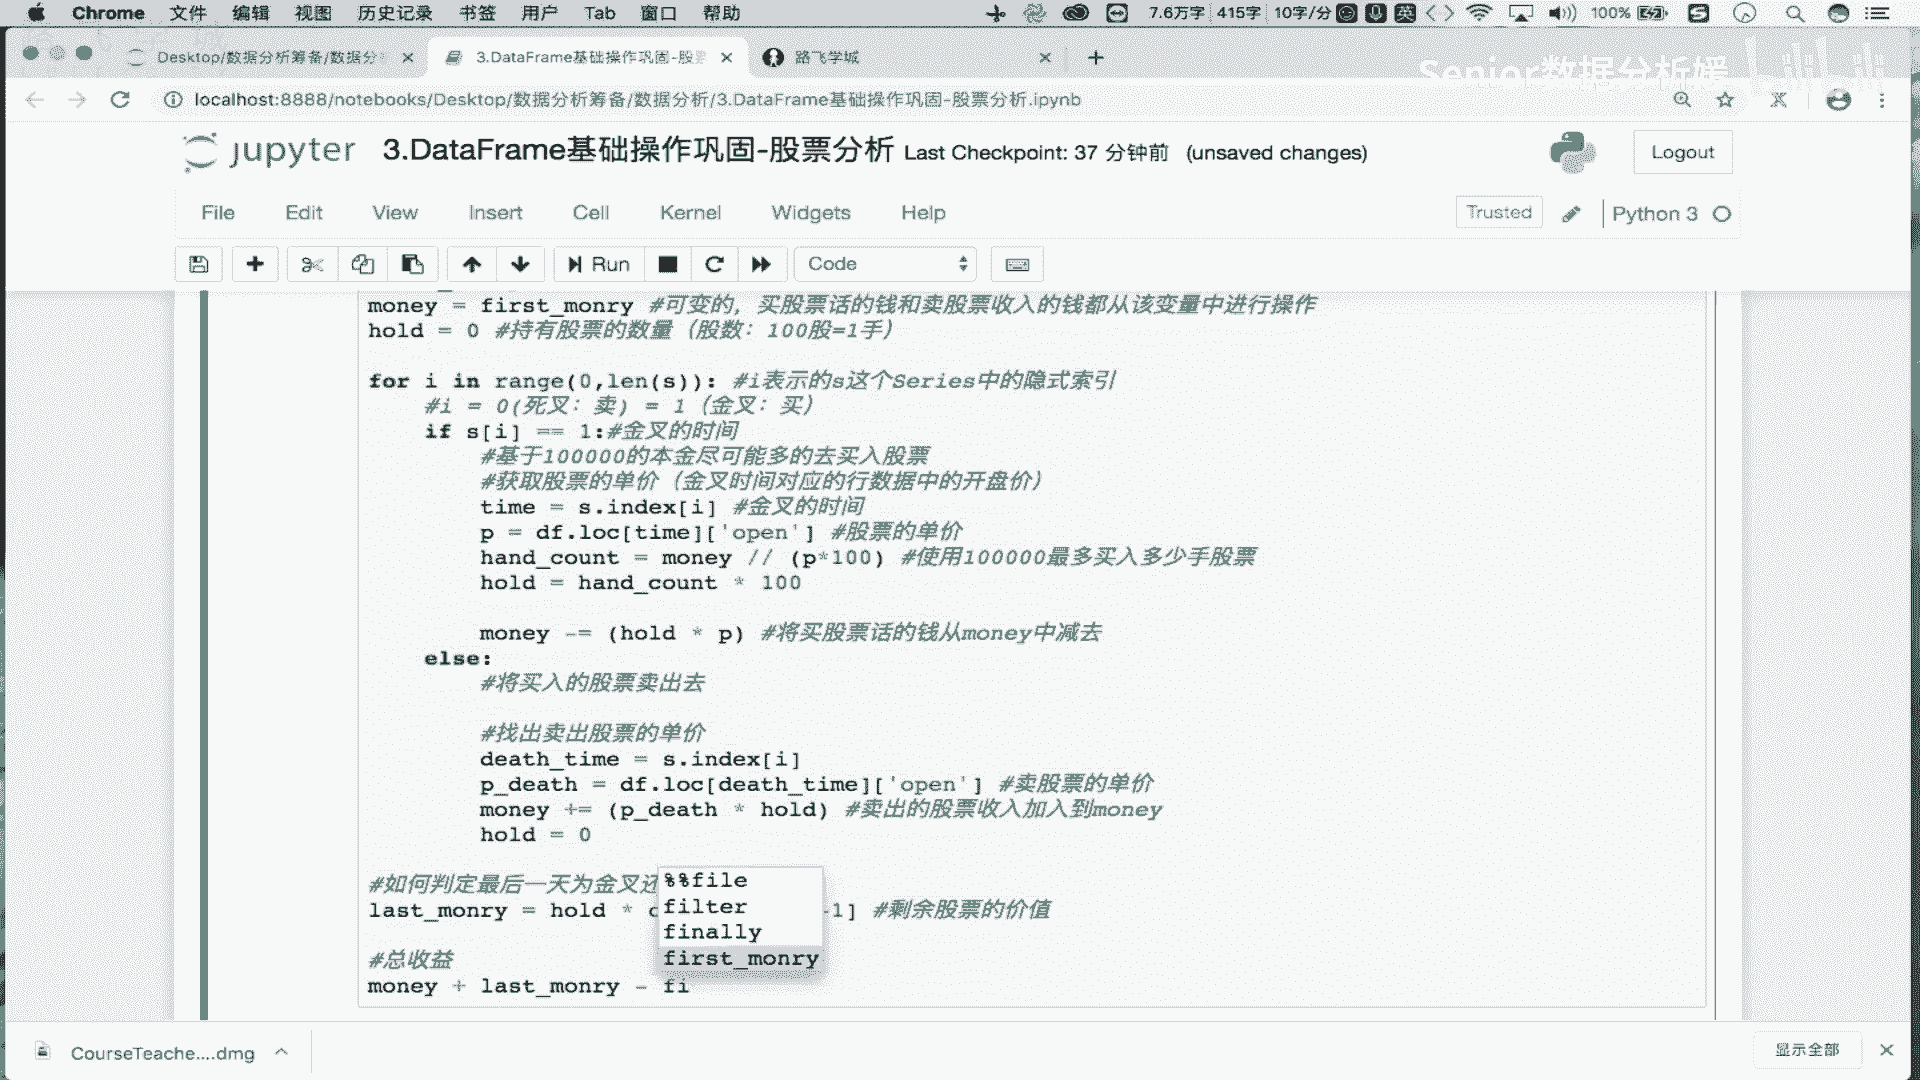 Chrome 文件 编辑 视图 历史记录 书签 用户 Tab 窗口 帮助 7.6万字 415字 10字/分 英 100%
Desktop/数据分析筹备/数据分
3.DataFrame基础操作巩固-股
路飞学城
Senior数据分析媛 bilibili
localhost:8888/notebooks/Desktop/数据分析筹备/数据分析/3.DataFrame基础操作巩固-股票分析.ipynb
jupyter 3.DataFrame基础操作巩固-股票分析 Last Checkpoint: 37 分钟前 (unsaved changes)
Logout
File Edit View Insert Cell Kernel Widgets Help Trusted Python 3
Run Code
money = first_monry #可变的，买股票话的钱和卖股票收入的钱都从该变量中进行操作
hold = 0 #持有股票的数量（股数：100股=1手）
for i in range(0,len(s)): #i表示的s这个Series中的隐式索引
#i = 0(死叉：卖) = 1（金叉：买）
if s[i] == 1:#金叉的时间
#基于100000的本金尽可能多的去买入股票
#获取股票的单价（金叉时间对应的行数据中的开盘价）
time = s.index[i] #金叉的时间
p = df.loc[time]['open'] #股票的单价
hand_count = money // (p*100) #使用100000最多买入多少手股票
hold = hand_count * 100
money -= (hold * p) #将买股票话的钱从money中减去
else:
#将买入的股票卖出去
#找出卖出股票的单价
death_time = s.index[i]
p_death = df.loc[death_time]['open'] #卖股票的单价
money += (p_death * hold) #卖出的股票收入加入到money
hold = 0
#如何判定最后一天为金叉还
last_monry = hold * -1] #剩余股票的价值
#总收益
money + last_monry - fi
%%file
filter
finally
first_monry
CourseTeache....dmg
显示全部